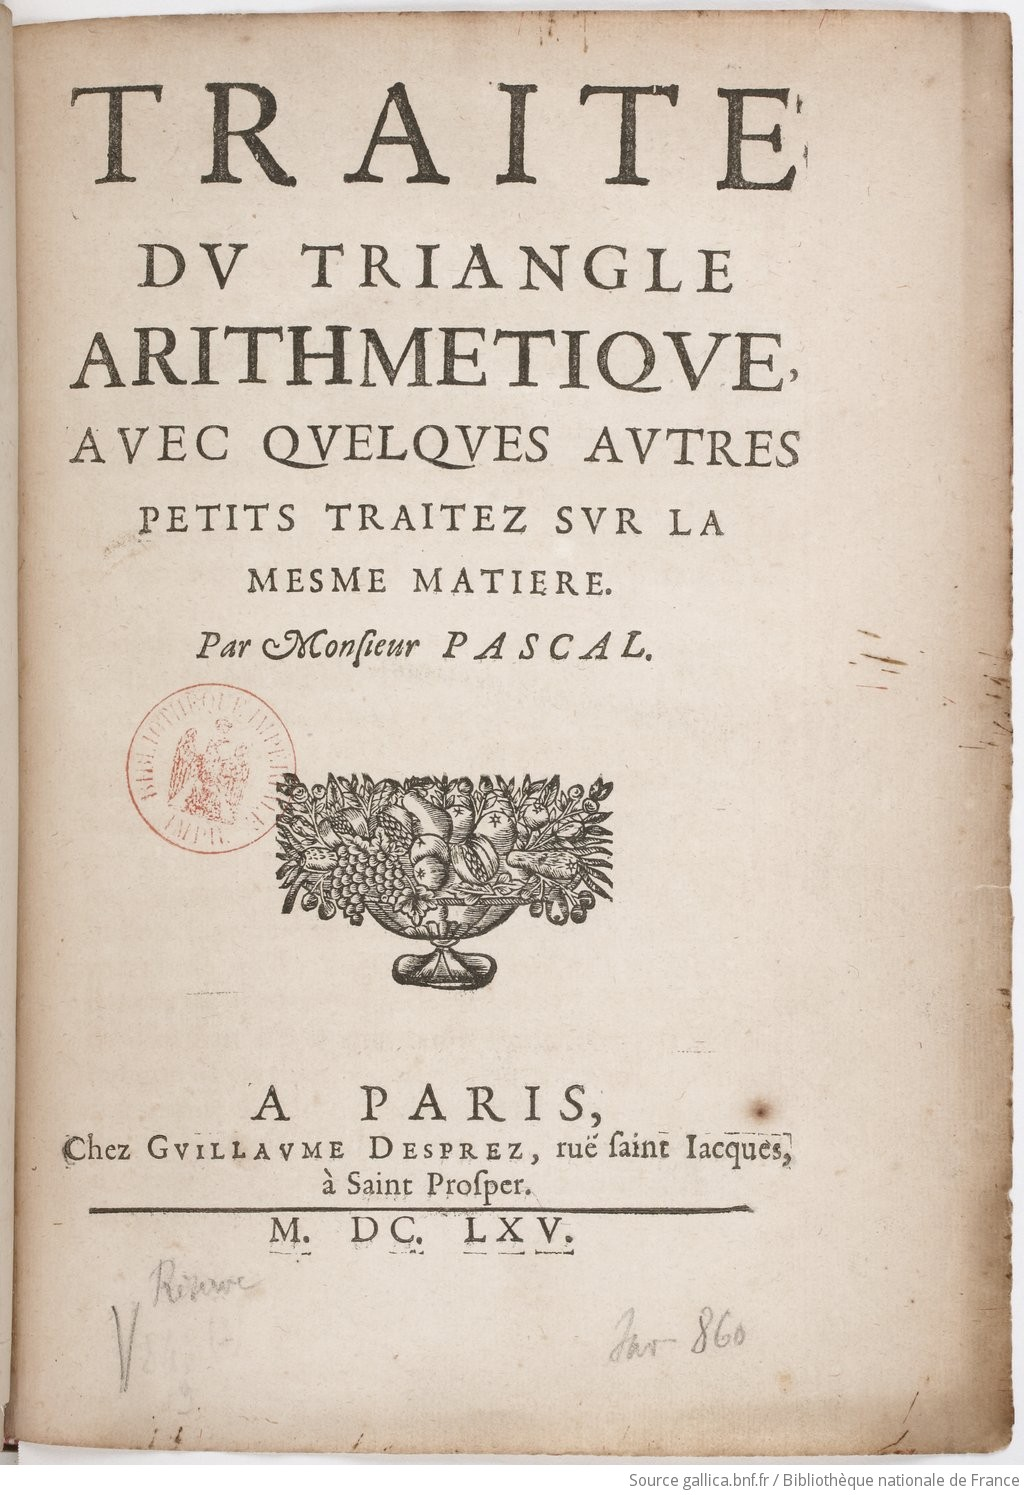 TRAITE
DV TRIANGLE
ARITHMETIQVE,
AVEC QVELQVES AVTRES
PETITS TRAITEZ SVR LA
MESME MATIERE.
Par Monſieur PASCAL.
BIBLIOTHEQUE IMPERIALE
IMPR.
A PARIS,
Chez GVILLAVME DESPREZ, ruë ſaint Iacques,
à Saint Proſper.
M. DC. LXV.
Réserve
V
860
Source gallica.bnf.fr / Bibliothèque nationale de France